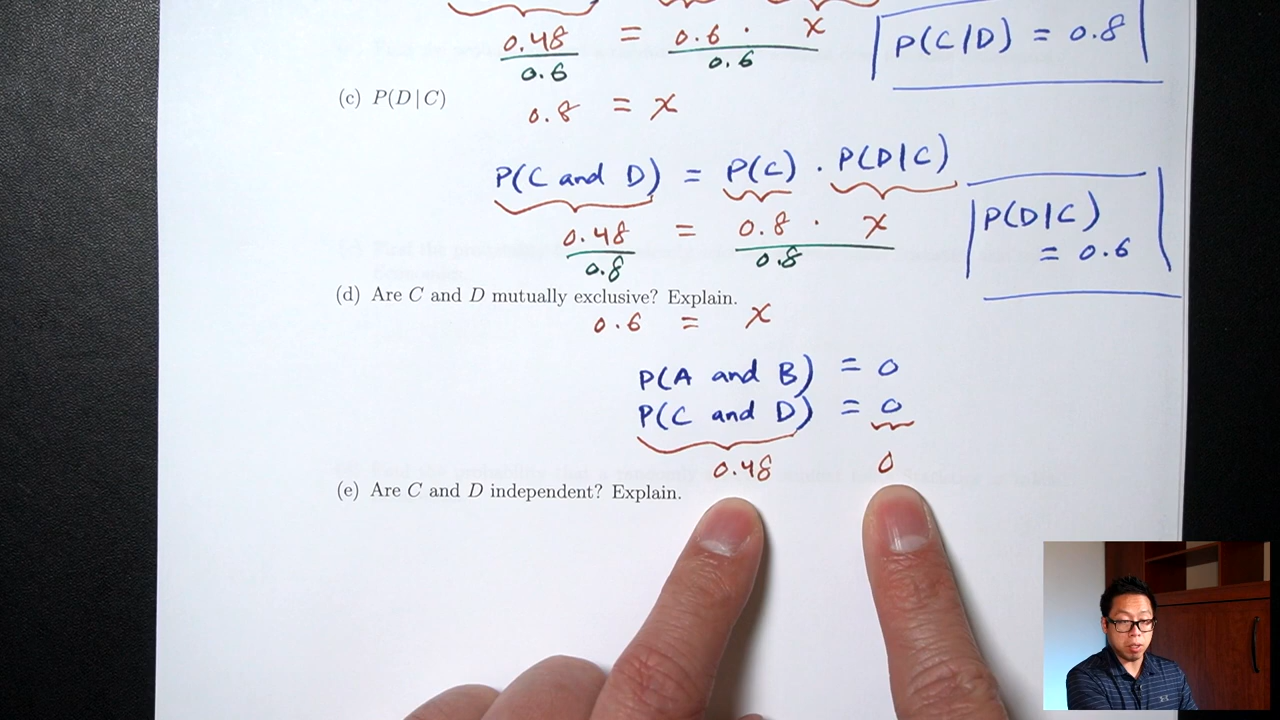 0.48 = 0.6 · x
0.6 0.6
P(C|D) = 0.8
(c) P(D | C)
0.8 = x
P(C and D) = P(C) · P(D|C)
0.48 = 0.8 · x
0.8 0.8
P(D|C)
= 0.6
(d) Are C and D mutually exclusive? Explain.
0.6 = x
P(A and B) = 0
P(C and D) = 0
0.48 0
(e) Are C and D independent? Explain.